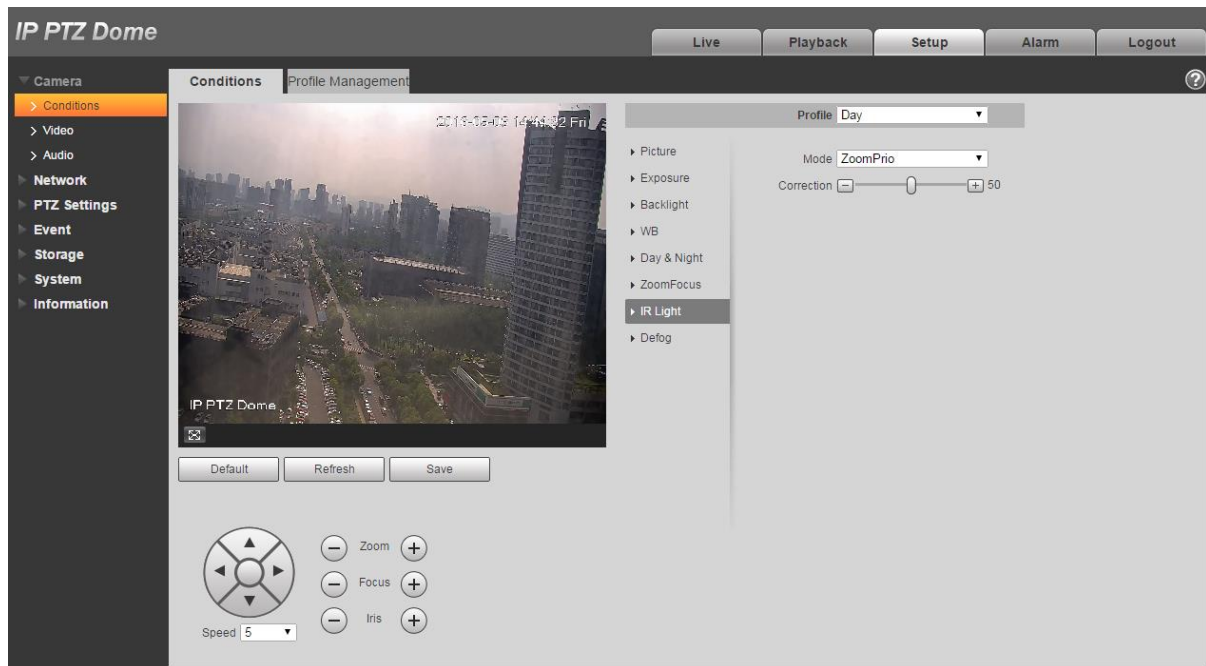 IP PTZ Dome
Live Playback Setup Alarm Logout
Camera
Conditions
Video
Audio
Network
PTZ Settings
Event
Storage
System
Information
Conditions Profile Management
Fri
IP PTZ Dome
Default Refresh Save
Zoom
Focus
Iris
Speed 5
Profile Day
Picture
Exposure
Backlight
WB
Day & Night
ZoomFocus
IR Light
Defog
Mode ZoomPrio
Correction 50